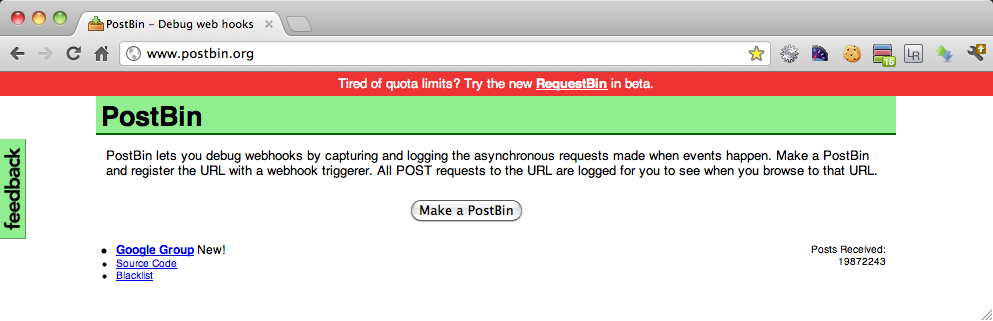 PostBin – Debug web hooks
www.postbin.org
15
LR
Tired of quota limits? Try the new RequestBin in beta.
PostBin
feedback
PostBin lets you debug webhooks by capturing and logging the asynchronous requests made when events happen. Make a PostBin
and register the URL with a webhook triggerer. All POST requests to the URL are logged for you to see when you browse to that URL.
Make a PostBin
Google Group New!
Source Code
Blacklist
Posts Received:
19872243